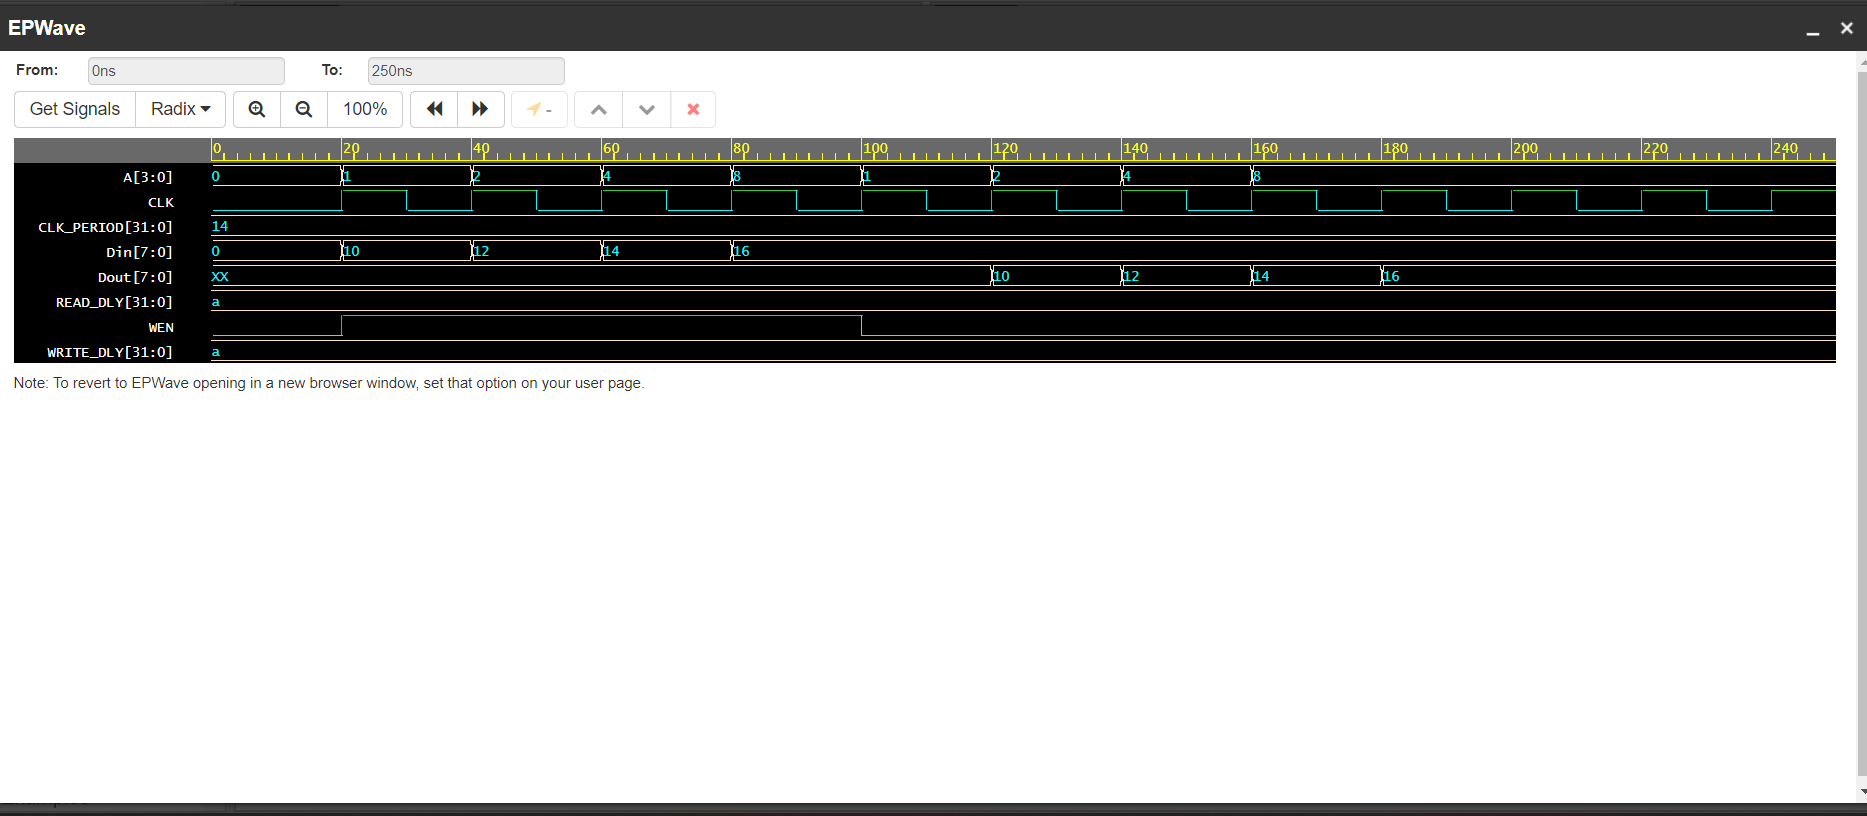 EPWave
From: 0ns To: 250ns
Get Signals Radix 100% -
0 20 40 60 80 100 120 140 160 180 200 220 240
A[3:0] 0 1 2 4 8 1 2 4 8
CLK
CLK_PERIOD[31:0] 14
Din[7:0] 0 10 12 14 16
Dout[7:0] XX 10 12 14 16
READ_DLY[31:0] a
WEN
WRITE_DLY[31:0] a
Note: To revert to EPWave opening in a new browser window, set that option on your user page.